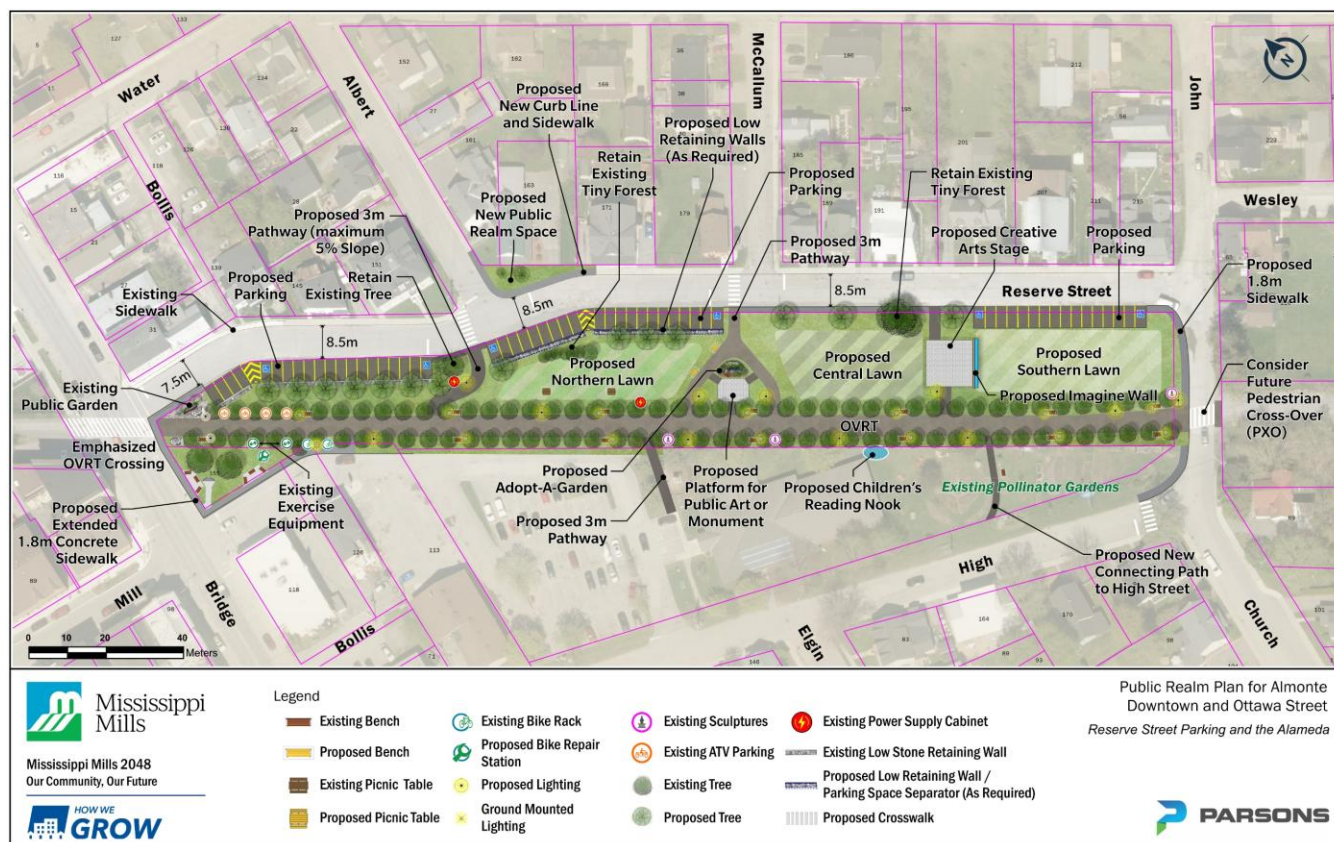 Water
Albert
McCallum
John
Bollis
Wesley
N
Proposed
New Curb Line
and Sidewalk
Proposed Low
Retaining Walls
(As Required)
Retain
Existing
Tiny Forest
Proposed
Parking
Retain Existing
Tiny Forest
Proposed
New Public
Realm Space
Proposed 3m
Pathway (maximum
5% Slope)
Proposed 3m
Pathway
Proposed Creative
Arts Stage
Proposed
Parking
Proposed
1.8m
Sidewalk
Proposed
Parking
Retain
Existing Tree
Existing
Sidewalk
8.5m
8.5m
8.5m
7.5m
Reserve Street
Proposed
Northern Lawn
Proposed
Central Lawn
Proposed
Southern Lawn
Proposed Imagine Wall
Existing
Public Garden
Emphasized
OVRT Crossing
OVRT
Consider
Future
Pedestrian
Cross-Over
(PXO)
Proposed
Extended
1.8m Concrete
Sidewalk
Existing
Exercise
Equipment
Proposed
Adopt-A-Garden
Proposed 3m
Pathway
Proposed
Platform for
Public Art or
Monument
Proposed Children's
Reading Nook
Existing Pollinator Gardens
Proposed New
Connecting Path
to High Street
Mill
Bridge
Bollis
Elgin
High
Church
0 10 20 40
Meters
Mississippi
Mills
Mississippi Mills 2048
Our Community, Our Future
HOW WE
GROW
Legend
Existing Bench
Proposed Bench
Existing Picnic Table
Proposed Picnic Table
Existing Bike Rack
Proposed Bike Repair
Station
Proposed Lighting
Ground Mounted
Lighting
Existing Sculptures
Existing ATV Parking
Existing Tree
Proposed Tree
Existing Power Supply Cabinet
Existing Low Stone Retaining Wall
Proposed Low Retaining Wall /
Parking Space Separator (As Required)
Proposed Crosswalk
Public Realm Plan for Almonte
Downtown and Ottawa Street
Reserve Street Parking and the Alameda
PARSONS